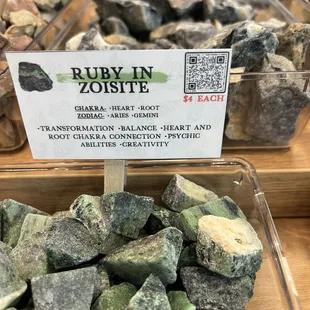 RUBY IN
ZOISITE
$4 EACH
CHAKRA- ·HEART ·ROOT
ZODIAC- ·ARIES ·GEMINI
·TRANSFORMATION ·BALANCE ·HEART AND
ROOT CHAKRA CONNECTION ·PSYCHIC
ABILITIES ·CREATIVITY